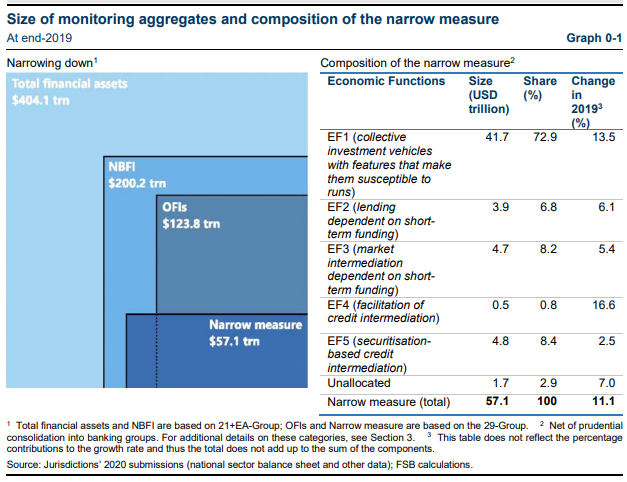 Size of monitoring aggregates and composition of the narrow measure
At end-2019 Graph 0-1
Narrowing down1
Total financial assets
$404.1 trn
NBFI
$200.2 trn
OFIs
$123.8 trn
Narrow measure
$57.1 trn
Composition of the narrow measure2
Economic Functions Size (USD trillion) Share (%) Change in 20193 (%)
EF1 (collective 41.7 72.9 13.5
investment vehicles
with features that make
them susceptible to
runs)
EF2 (lending 3.9 6.8 6.1
dependent on short-
term funding)
EF3 (market 4.7 8.2 5.4
intermediation
dependent on short-
term funding)
EF4 (facilitation of 0.5 0.8 16.6
credit intermediation)
EF5 (securitisation- 4.8 8.4 2.5
based credit
intermediation)
Unallocated 1.7 2.9 7.0
Narrow measure (total) 57.1 100 11.1
1 Total financial assets and NBFI are based on 21+EA-Group; OFIs and Narrow measure are based on the 29-Group. 2 Net of prudential
consolidation into banking groups. For additional details on these categories, see Section 3. 3 This table does not reflect the percentage
contributions to the growth rate and thus the total does not add up to the sum of the components.
Source: Jurisdictions' 2020 submissions (national sector balance sheet and other data); FSB calculations.